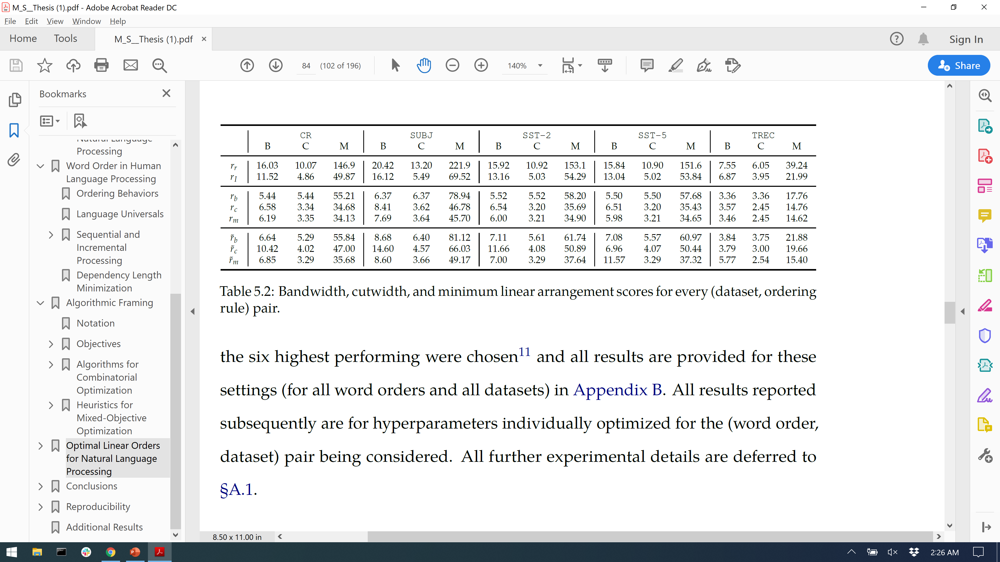 M_S__Thesis (1).pdf - Adobe Acrobat Reader DC
File Edit View Window Help
Home Tools M_S__Thesis (1).pdf × Sign In
84 (102 of 196) 140% Share
Bookmarks
Natural Language
Processing
Word Order in Human
Language Processing
Ordering Behaviors
Language Universals
Sequential and
Incremental
Processing
Dependency Length
Minimization
Algorithmic Framing
Notation
Objectives
Algorithms for
Combinatorial
Optimization
Heuristics for
Mixed-Objective
Optimization
Optimal Linear Orders
for Natural Language
Processing
Conclusions
Reproducibility
Additional Results
CR SUBJ SST-2 SST-5 TREC
B C M B C M B C M B C M B C M
r_r 16.03 10.07 146.9 20.42 13.20 221.9 15.92 10.92 153.1 15.84 10.90 151.6 7.55 6.05 39.24
r_I 11.52 4.86 49.87 16.12 5.49 69.52 13.16 5.03 54.29 13.04 5.02 53.84 6.87 3.95 21.99
r_b 5.44 5.44 55.21 6.37 6.37 78.94 5.52 5.52 58.20 5.50 5.50 57.68 3.36 3.36 17.76
r_c 6.58 3.34 34.68 8.41 3.62 46.78 6.54 3.20 35.69 6.51 3.20 35.43 3.57 2.45 14.76
r_m 6.19 3.35 34.13 7.69 3.64 45.70 6.00 3.21 34.90 5.98 3.21 34.65 3.46 2.45 14.62
r̃_b 6.64 5.29 55.84 8.68 6.40 81.12 7.11 5.61 61.74 7.08 5.57 60.97 3.84 3.75 21.88
r̃_c 10.42 4.02 47.00 14.60 4.57 66.03 11.66 4.08 50.89 6.96 4.07 50.44 3.79 3.00 19.66
r̃_m 6.85 3.29 35.68 8.60 3.66 49.17 7.00 3.29 37.64 11.57 3.29 37.32 5.77 2.54 15.40
Table 5.2: Bandwidth, cutwidth, and minimum linear arrangement scores for every (dataset, ordering
rule) pair.
the six highest performing were chosen¹¹ and all results are provided for these
settings (for all word orders and all datasets) in Appendix B. All results reported
subsequently are for hyperparameters individually optimized for the (word order,
dataset) pair being considered. All further experimental details are deferred to
§A.1.
8.50 x 11.00 in
2:26 AM